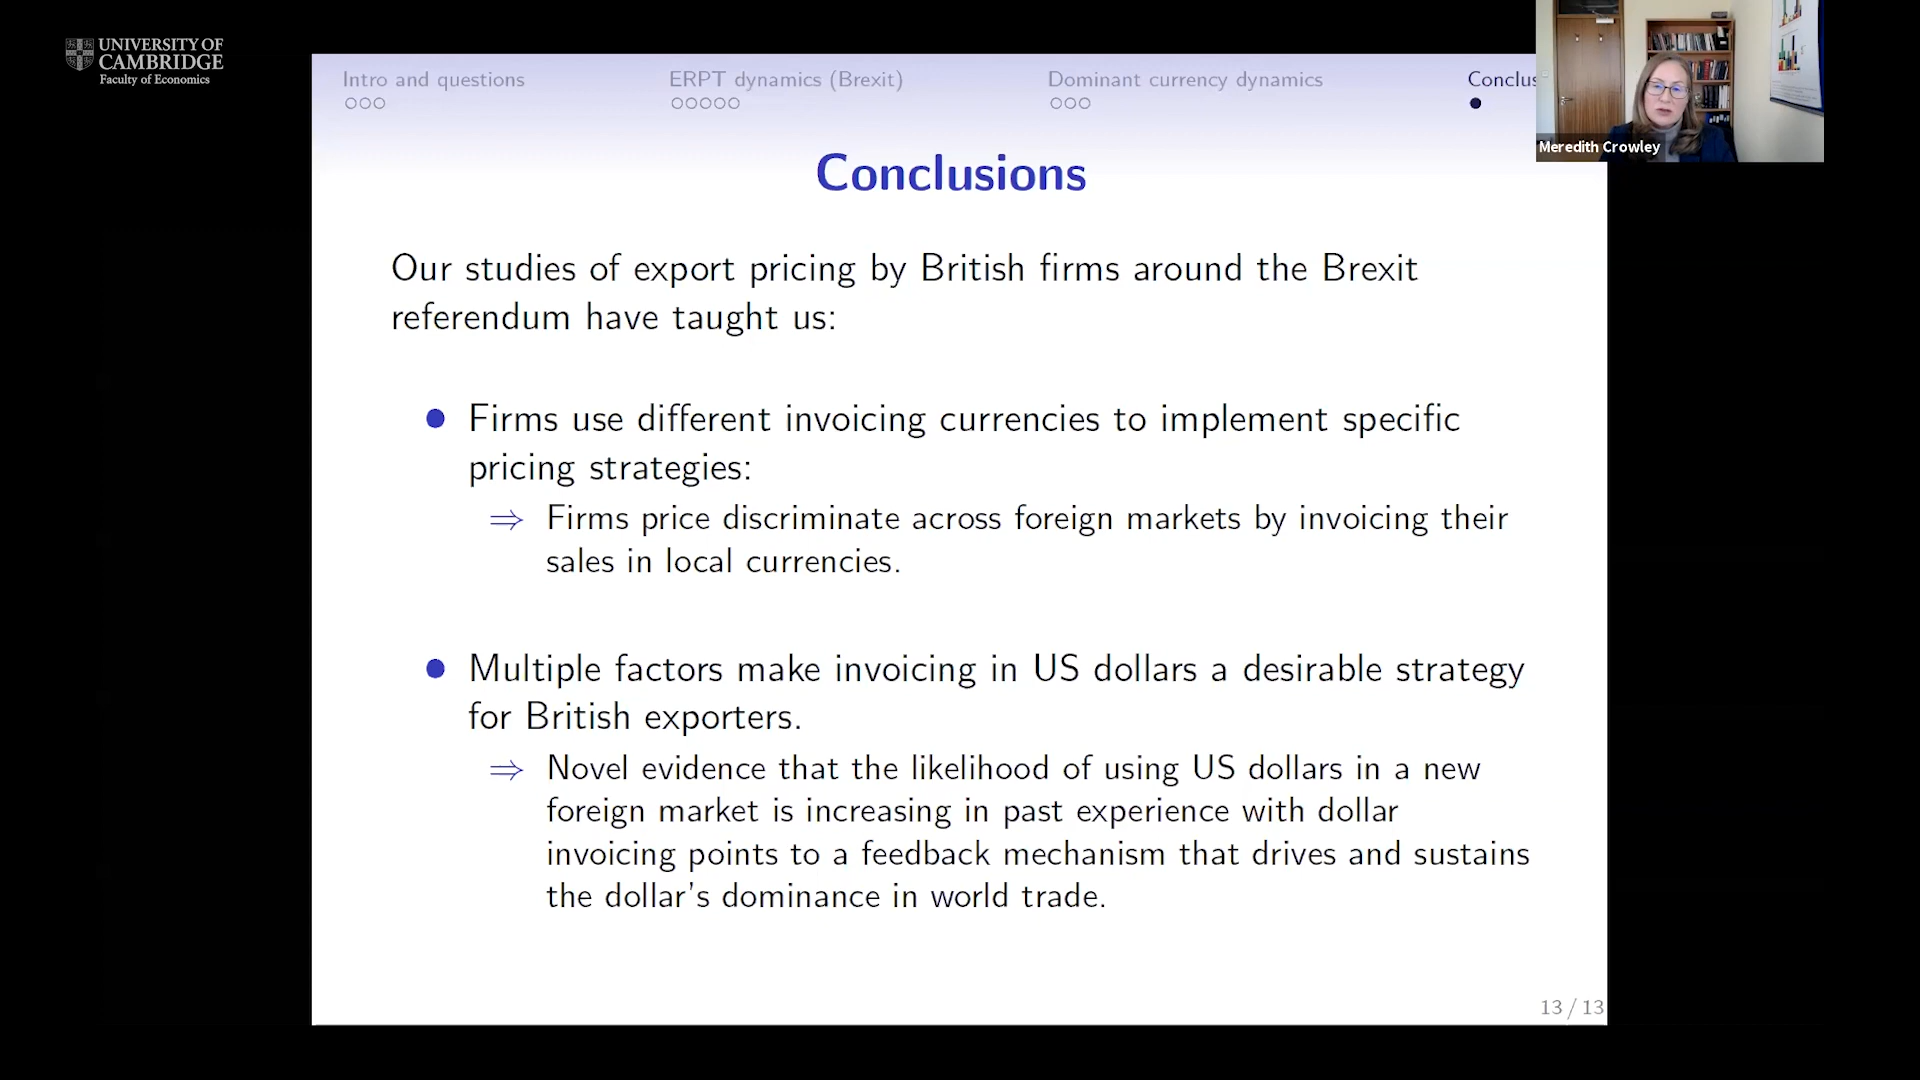 UNIVERSITY OF
CAMBRIDGE
Faculty of Economics
Intro and questions
ERPT dynamics (Brexit)
Dominant currency dynamics
Conclus
Meredith Crowley
Conclusions
Our studies of export pricing by British firms around the Brexit
referendum have taught us:
Firms use different invoicing currencies to implement specific
pricing strategies:
⇒ Firms price discriminate across foreign markets by invoicing their
sales in local currencies.
Multiple factors make invoicing in US dollars a desirable strategy
for British exporters.
⇒ Novel evidence that the likelihood of using US dollars in a new
foreign market is increasing in past experience with dollar
invoicing points to a feedback mechanism that drives and sustains
the dollar's dominance in world trade.
13 / 13